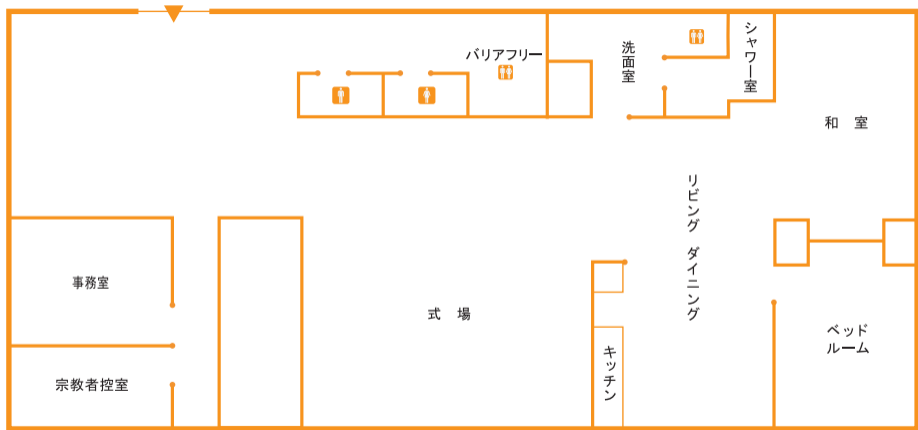 バリアフリー
洗面室
シャワー室
和 室
リビング ダイニング
事務室
式 場
宗教者控室
キッチン
ベッド
ルーム